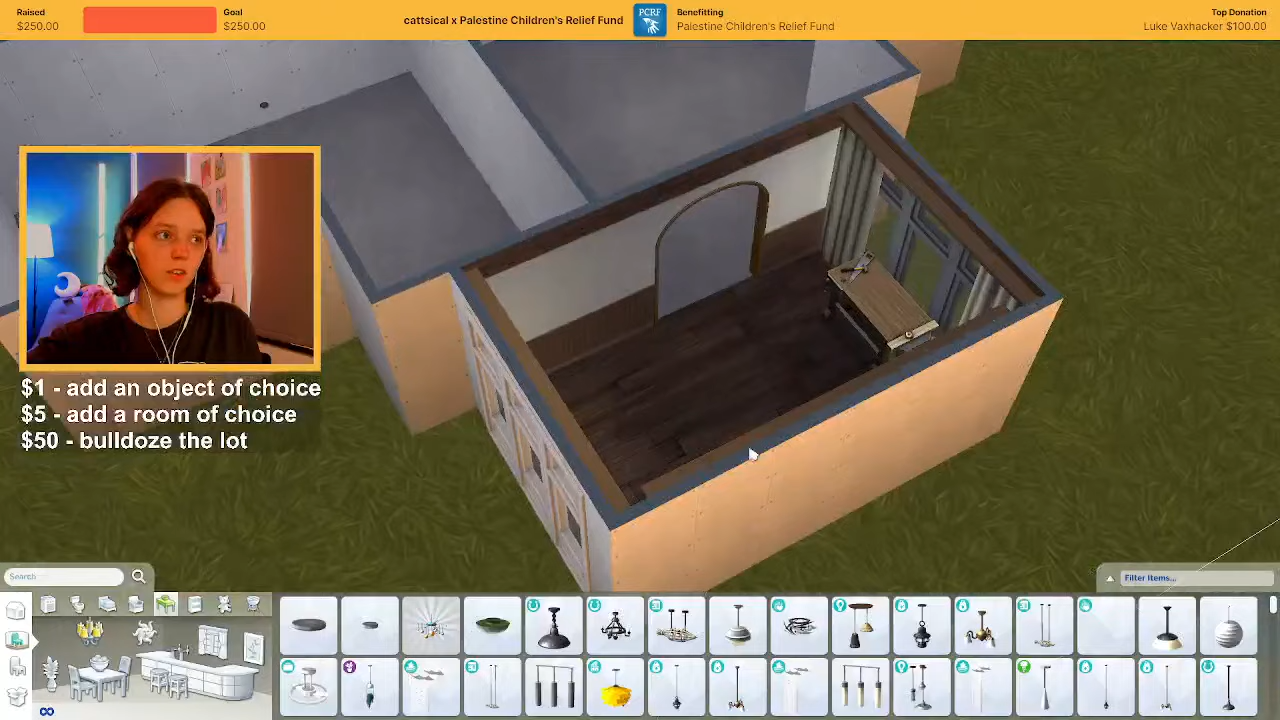 Raised
$250.00
Goal
$250.00
cattsical x Palestine Children's Relief Fund
PCRF
Benefitting
Palestine Children's Relief Fund
Top Donation
Luke Vaxhacker $100.00
$1 - add an object of choice
$5 - add a room of choice
$50 - bulldoze the lot
Search
Filter Items...